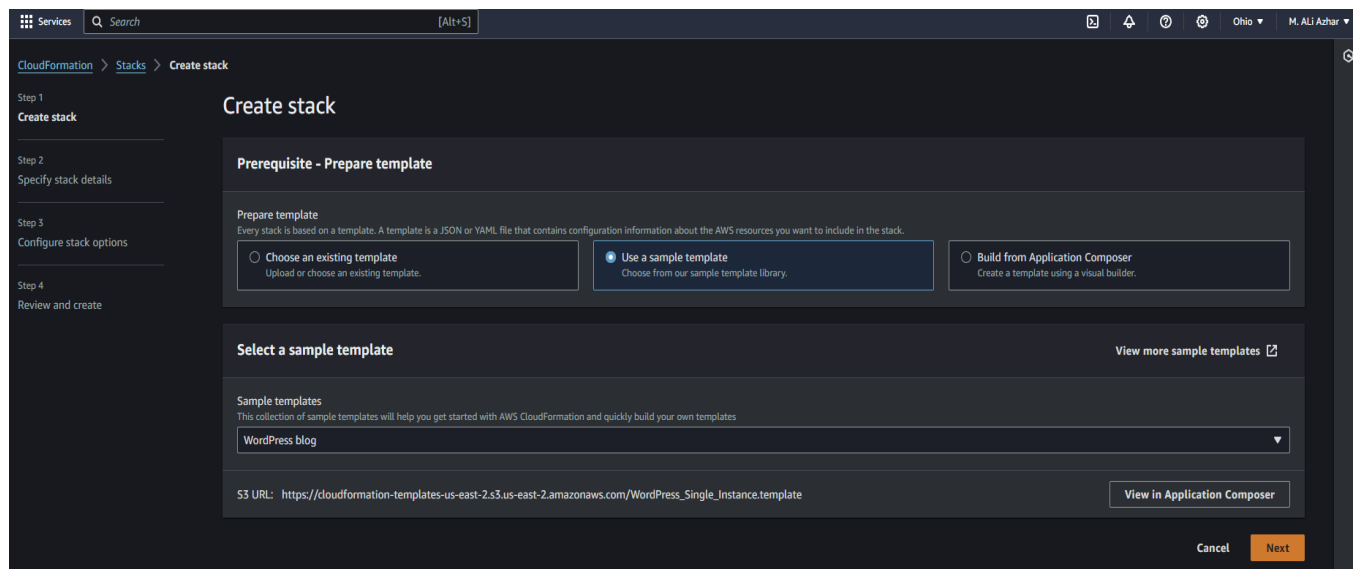 Services
Search
[Alt+S]
Ohio
M. ALi Azhar
CloudFormation > Stacks > Create stack
Step 1
Create stack
Step 2
Specify stack details
Step 3
Configure stack options
Step 4
Review and create
Create stack
Prerequisite - Prepare template
Prepare template
Every stack is based on a template. A template is a JSON or YAML file that contains configuration information about the AWS resources you want to include in the stack.
Choose an existing template
Upload or choose an existing template.
Use a sample template
Choose from our sample template library.
Build from Application Composer
Create a template using a visual builder.
Select a sample template
View more sample templates
Sample templates
This collection of sample templates will help you get started with AWS CloudFormation and quickly build your own templates
WordPress blog
S3 URL: https://cloudformation-templates-us-east-2.s3.us-east-2.amazonaws.com/WordPress_Single_Instance.template
View in Application Composer
Cancel
Next